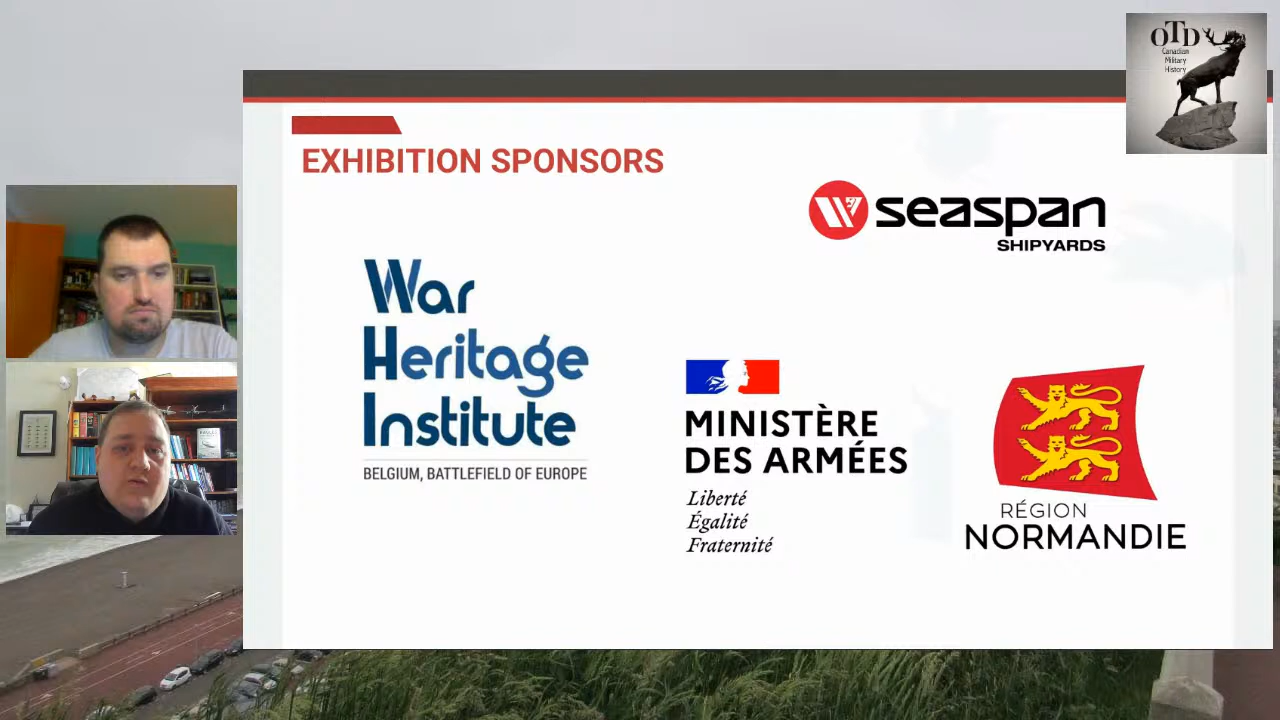 OTD
Canadian
Military
History
EXHIBITION SPONSORS
seaspan
SHIPYARDS
War
Heritage
Institute
BELGIUM, BATTLEFIELD OF EUROPE
MINISTÈRE
DES ARMÉES
Liberté
Égalité
Fraternité
RÉGION
NORMANDIE